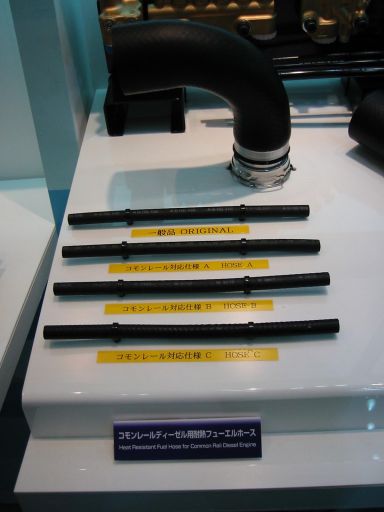 一般品 ORIGINAL
コモンレール対応仕様 A HOSE-A
コモンレール対応仕様 B HOSE-B
コモンレール対応仕様 C HOSE-C
コモンレールディーゼル用耐熱フューエルホース
Heat Resistant Fuel Hose for Common Rail Diesel Engine